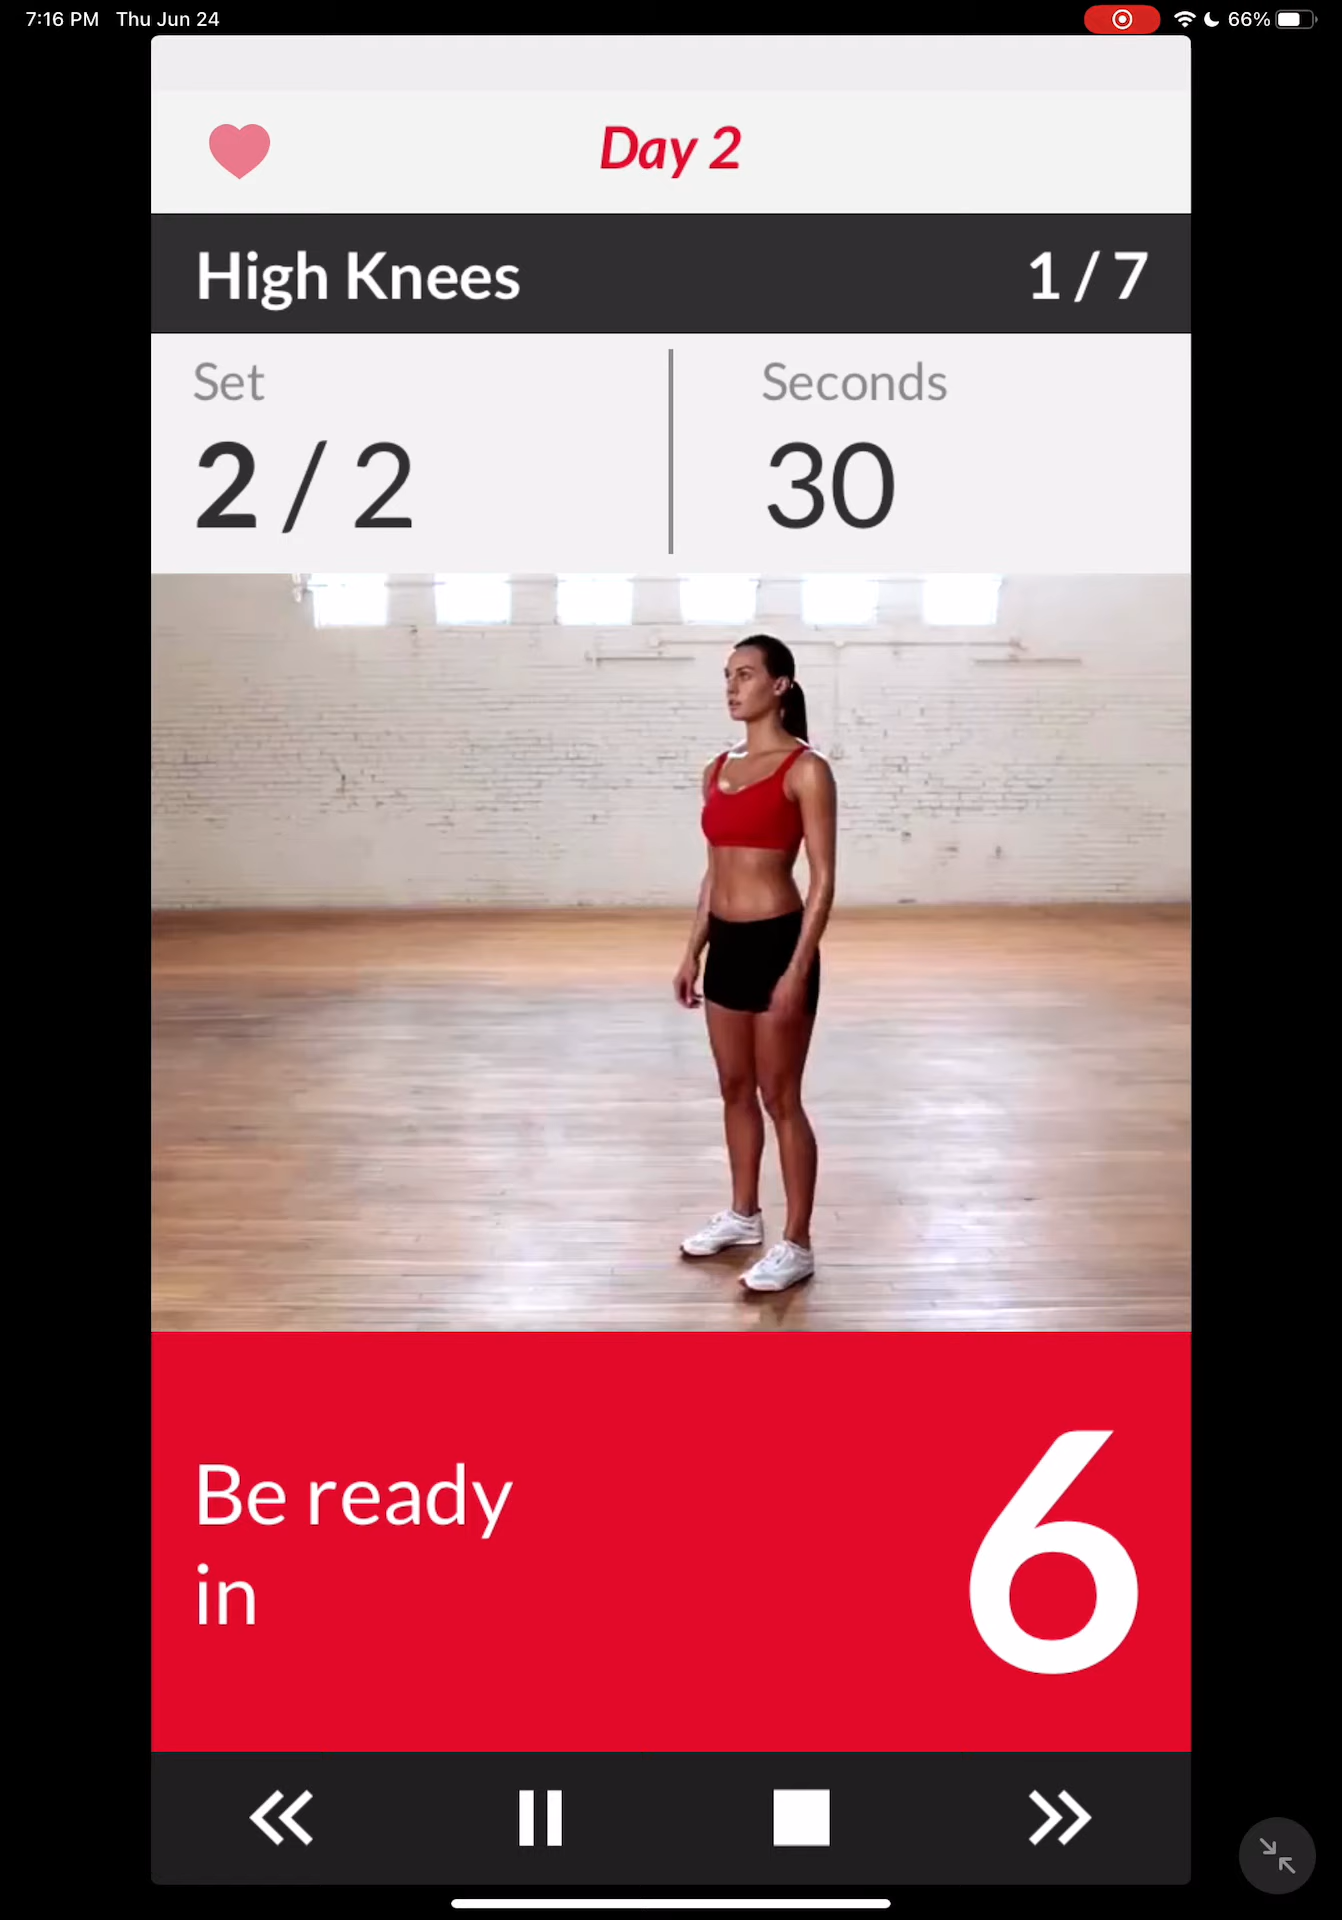 7:16 PM Thu Jun 24
66%
Day 2
High Knees
1 / 7
Set
Seconds
2 / 2
30
Be ready
in
6